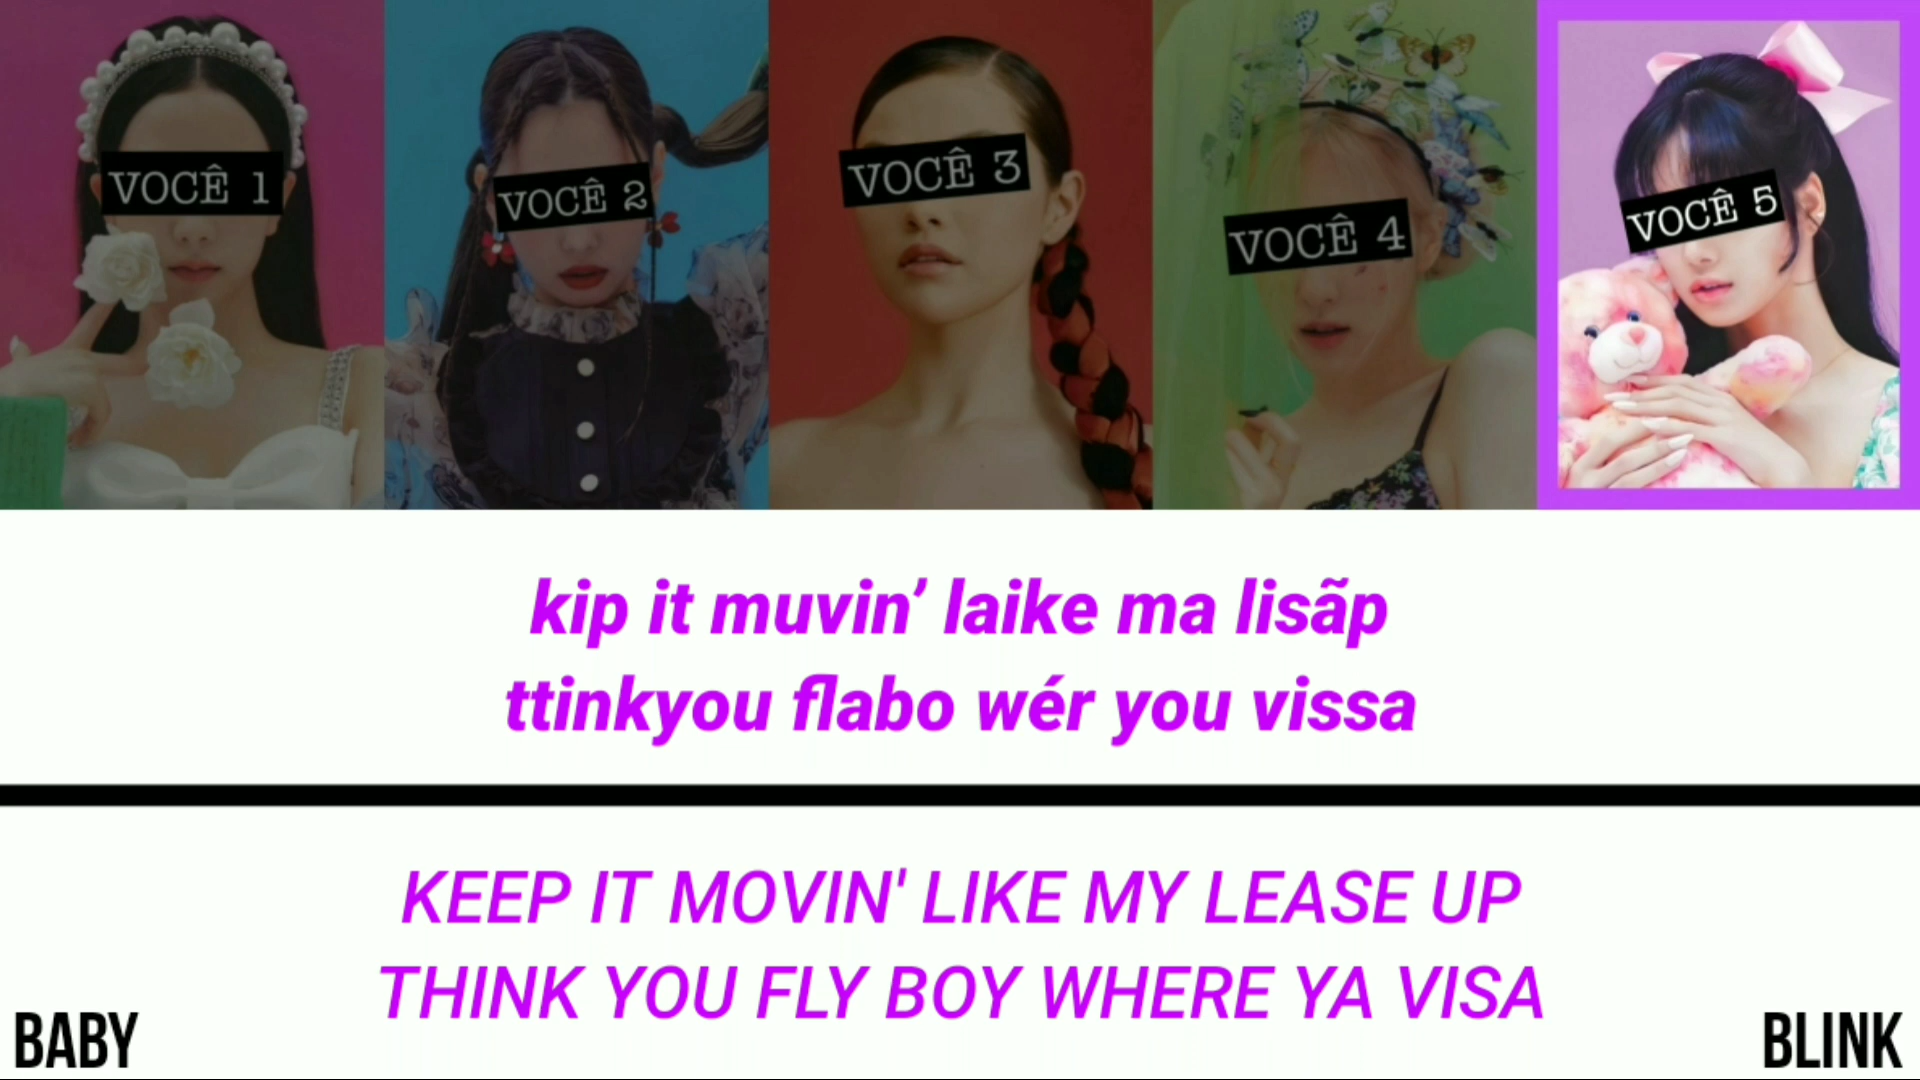 VOCÊ 1
VOCÊ 2
VOCÊ 3
VOCÊ 4
VOCÊ 5
kip it muvin’ laike ma lisãp
ttinkyou flabo wér you vissa
KEEP IT MOVIN' LIKE MY LEASE UP
THINK YOU FLY BOY WHERE YA VISA
BABY
BLINK